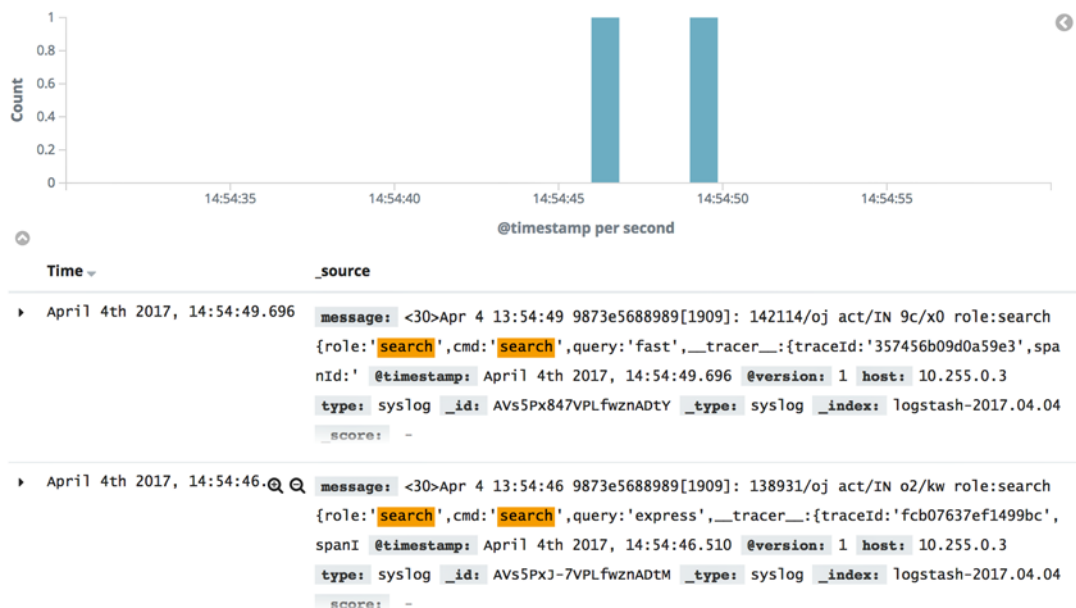 1
0.8
0.6
0.4
0.2
0
Count
14:54:35 14:54:40 14:54:45 14:54:50 14:54:55
@timestamp per second
Time _source
April 4th 2017, 14:54:49.696 message: <30>Apr 4 13:54:49 9873e5688989[1909]: 142114/oj act/IN 9c/x0 role:search
{role:'search',cmd:'search',query:'fast',__tracer__:{traceId:'357456b09d0a59e3',spa
nId:' @timestamp: April 4th 2017, 14:54:49.696 @version: 1 host: 10.255.0.3
type: syslog _id: AVs5Px847VPLfwznADtY _type: syslog _index: logstash-2017.04.04
_score: -
April 4th 2017, 14:54:46. message: <30>Apr 4 13:54:46 9873e5688989[1909]: 138931/oj act/IN o2/kw role:search
{role:'search',cmd:'search',query:'express',__tracer__:{traceId:'fcb07637ef1499bc',
spanI @timestamp: April 4th 2017, 14:54:46.510 @version: 1 host: 10.255.0.3
type: syslog _id: AVs5PxJ-7VPLfwznADtM _type: syslog _index: logstash-2017.04.04
_score: -